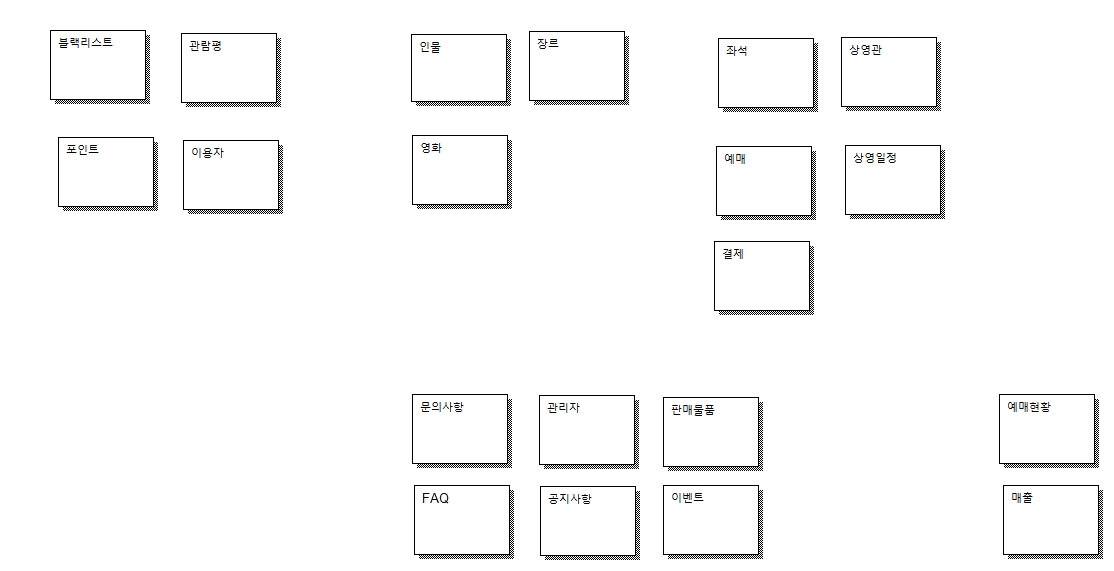 블랙리스트
관람평
인물
장르
좌석
상영관
포인트
이용자
영화
예매
상영일정
결제
문의사항
관리자
판매물품
예매현황
FAQ
공지사항
이벤트
매출